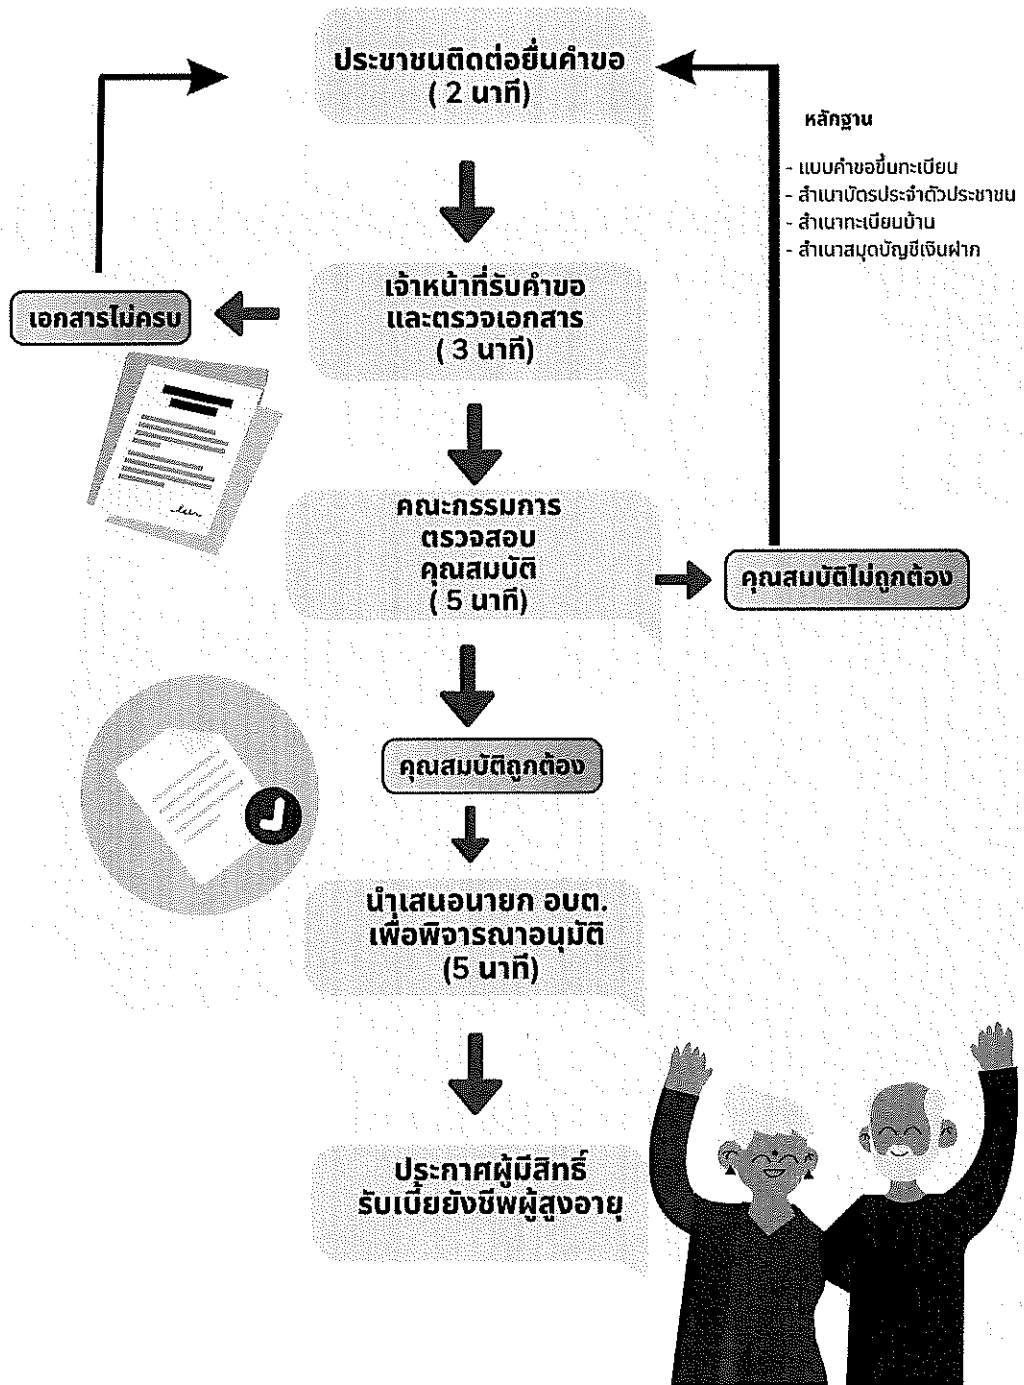 ประชาชนติดต่อยื่นคำขอ
( 2 นาที)
หลักฐาน
- แบบคำขอขึ้นทะเบียน
- สำเนาบัตรประจำตัวประชาชน
- สำเนาทะเบียนบ้าน
- สำเนาสมุดบัญชีเงินฝาก
เจ้าหน้าที่รับคำขอ
และตรวจเอกสาร
( 3 นาที)
เอกสารไม่ครบ
คณะกรรมการ
ตรวจสอบ
คุณสมบัติ
( 5 นาที)
คุณสมบัติไม่ถูกต้อง
คุณสมบัติถูกต้อง
นำเสนอนายก อบต.
เพื่อพิจารณาอนุมัติ
(5 นาที)
ประกาศผู้มีสิทธิ์
รับเบี้ยยังชีพผู้สูงอายุ